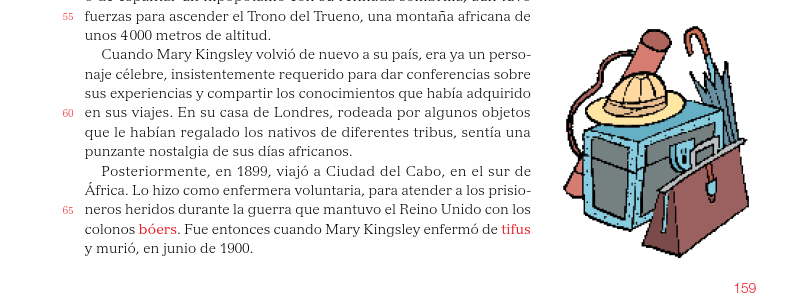 55 fuerzas para ascender el Trono del Trueno, una montaña africana de
unos 4000 metros de altitud.
Cuando Mary Kingsley volvió de nuevo a su país, era ya un perso-
naje célebre, insistentemente requerido para dar conferencias sobre
sus experiencias y compartir los conocimientos que había adquirido
60 en sus viajes. En su casa de Londres, rodeada por algunos objetos
que le habían regalado los nativos de diferentes tribus, sentía una
punzante nostalgia de sus días africanos.
Posteriormente, en 1899, viajó a Ciudad del Cabo, en el sur de
África. Lo hizo como enfermera voluntaria, para atender a los prisio-
65 neros heridos durante la guerra que mantuvo el Reino Unido con los
colonos bóers. Fue entonces cuando Mary Kingsley enfermó de tifus
y murió, en junio de 1900.
159